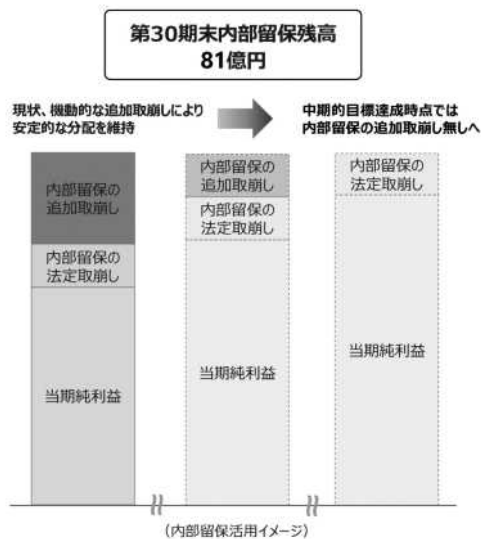 第30期末内部留保残高
81億円
現状、機動的な追加取崩しにより
安定的な分配を維持
中期的目標達成時点では
内部留保の追加取崩し無しへ
内部留保の
追加取崩し
内部留保の
法定取崩し
当期純利益
内部留保の
追加取崩し
内部留保の
法定取崩し
当期純利益
内部留保の
法定取崩し
当期純利益
(内部留保活用イメージ)